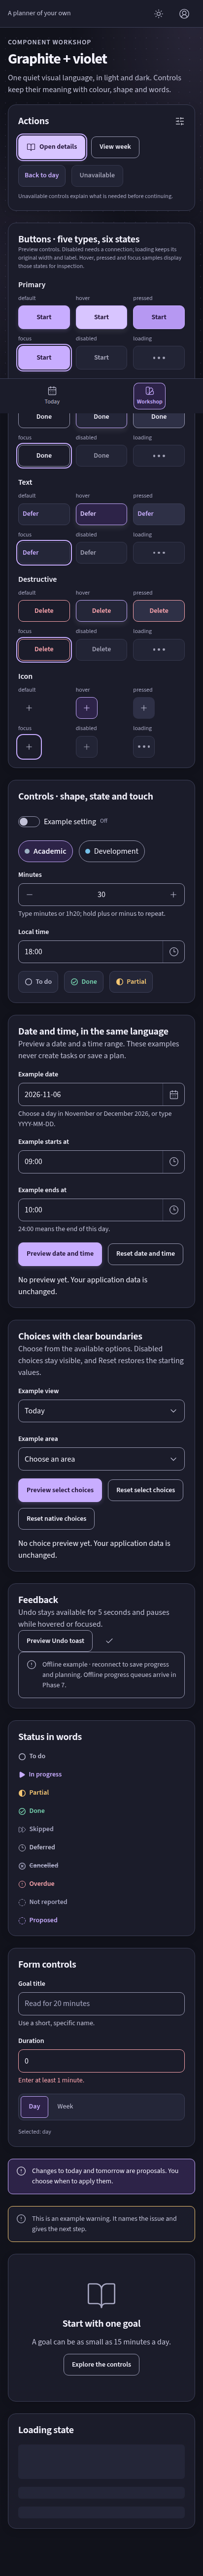 A planner of your own
COMPONENT WORKSHOP
Graphite + violet
One quiet visual language, in light and dark. Controls
keep their meaning with colour, shape and words.
Actions
Open details
View week
Back to day
Unavailable
Unavailable controls explain what is needed before continuing.
Buttons · five types, six states
Preview controls. Disabled needs a connection; loading keeps its
original width and label. Hover, pressed and focus samples display
those states for inspection.
Primary
default hover pressed
Start Start Start
focus disabled loading
Start Start
Today Workshop
Done Done Done
focus disabled loading
Done Done
Text
default hover pressed
Defer Defer Defer
focus disabled loading
Defer Defer
Destructive
default hover pressed
Delete Delete Delete
focus disabled loading
Delete Delete
Icon
default hover pressed
focus disabled loading
Controls · shape, state and touch
Example setting Off
Academic Development
Minutes
30
Type minutes or 1h20; hold plus or minus to repeat.
Local time
18:00
To do Done Partial
Date and time, in the same language
Preview a date and a time range. These examples
never create tasks or save a plan.
Example date
2026-11-06
Choose a day in November or December 2026, or type
YYYY-MM-DD.
Example starts at
09:00
Example ends at
10:00
24:00 means the end of this day.
Preview date and time Reset date and time
No preview yet. Your application data is
unchanged.
Choices with clear boundaries
Choose from the available options. Disabled
choices stay visible, and Reset restores the starting
values.
Example view
Today
Example area
Choose an area
Preview select choices Reset select choices
Reset native choices
No choice preview yet. Your application data is
unchanged.
Feedback
Undo stays available for 5 seconds and pauses
while hovered or focused.
Preview Undo toast
Offline example · reconnect to save progress
and planning. Offline progress queues arrive in
Phase 7.
Status in words
To do
In progress
Partial
Done
Skipped
Deferred
Cancelled
Overdue
Not reported
Proposed
Form controls
Goal title
Read for 20 minutes
Use a short, specific name.
Duration
0
Enter at least 1 minute.
Day Week
Selected: day
Changes to today and tomorrow are proposals. You
choose when to apply them.
This is an example warning. It names the issue and
gives the next step.
Start with one goal
A goal can be as small as 15 minutes a day.
Explore the controls
Loading state